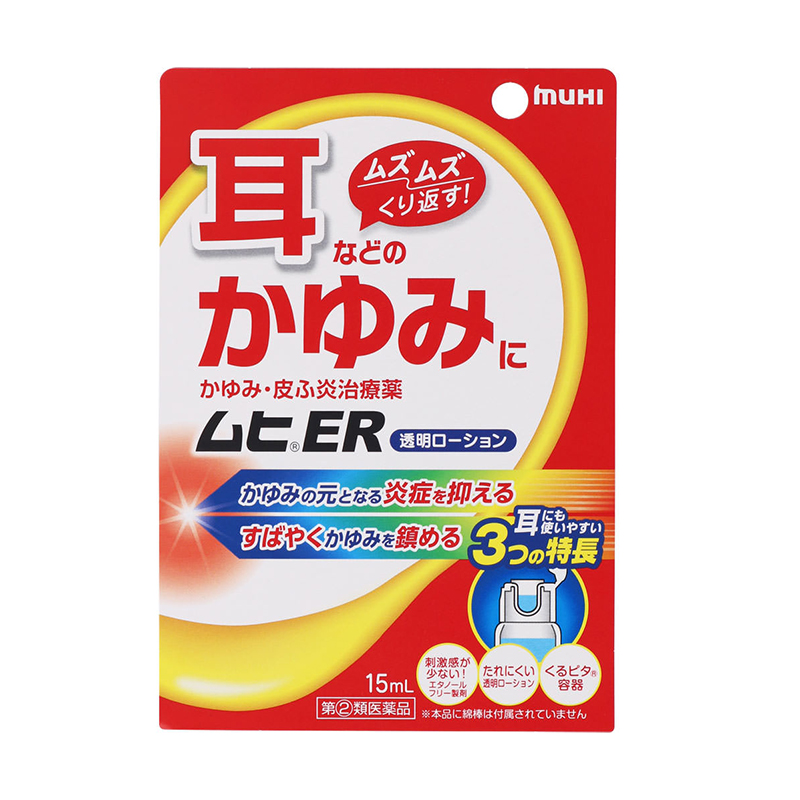 muHI
ムズムズ
くり返す!
耳
などの
かゆみに
かゆみ・皮ふ炎治療薬
ムヒ®ER 透明ローション
かゆみの元となる炎症を抑える
すばやくかゆみを鎮める
耳にも
使いやすい
3つの特長
刺激感が
少ない!
エタノール
フリー製剤
たれにくい
透明ローション
くるピタ®
容器
15mL
第②類医薬品
※本品に綿棒は付属されていません